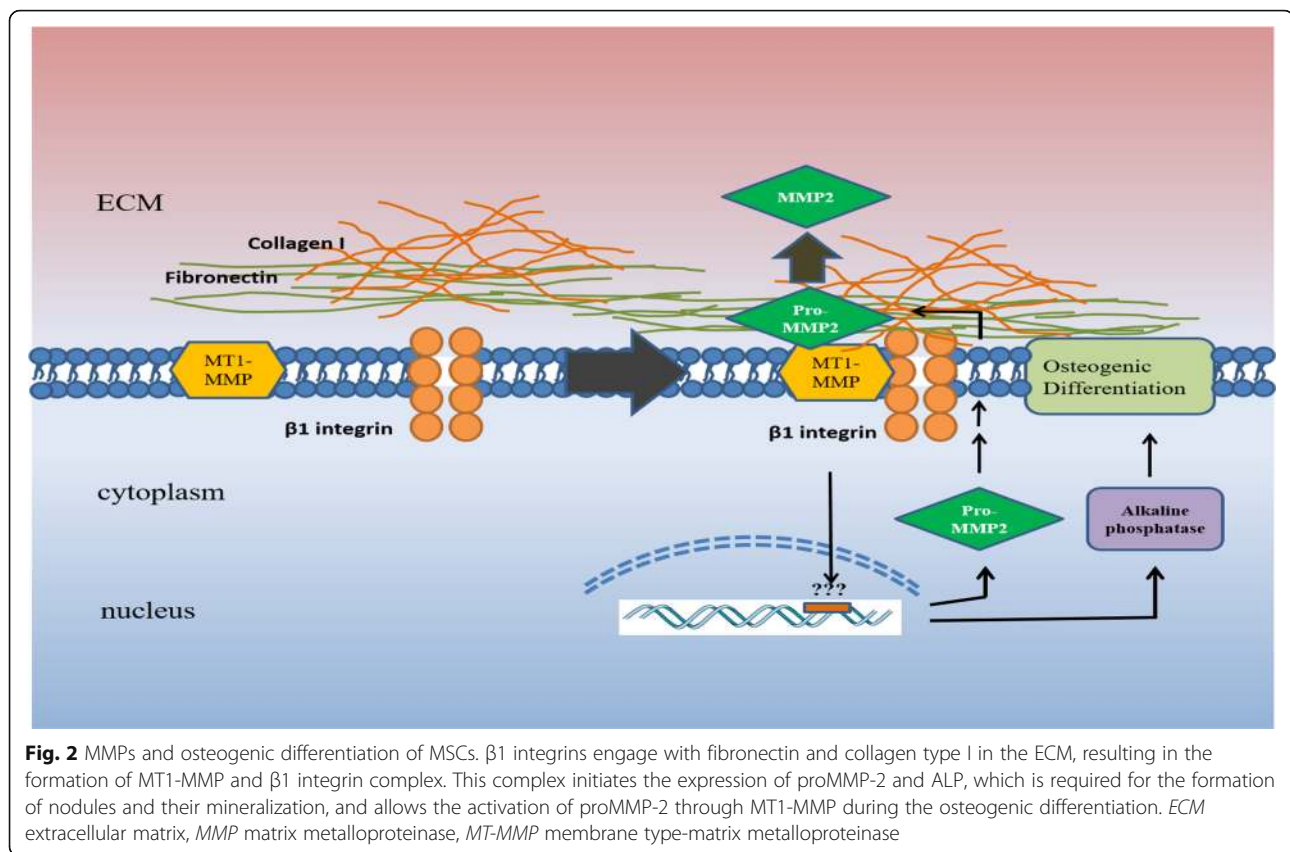 MMP2
ECM
Collagen I
Fibronectin
Pro-
MMP2
MT1-
MMP
MT1-
MMP
Osteogenic
Differentiation
β1 integrin
β1 integrin
cytoplasm
Pro-
MMP2
Alkaline
phosphatase
???
nucleus
Fig. 2 MMPs and osteogenic differentiation of MSCs. β1 integrins engage with fibronectin and collagen type I in the ECM, resulting in the
formation of MT1-MMP and β1 integrin complex. This complex initiates the expression of proMMP-2 and ALP, which is required for the formation
of nodules and their mineralization, and allows the activation of proMMP-2 through MT1-MMP during the osteogenic differentiation. ECM
extracellular matrix, MMP matrix metalloproteinase, MT-MMP membrane type-matrix metalloproteinase